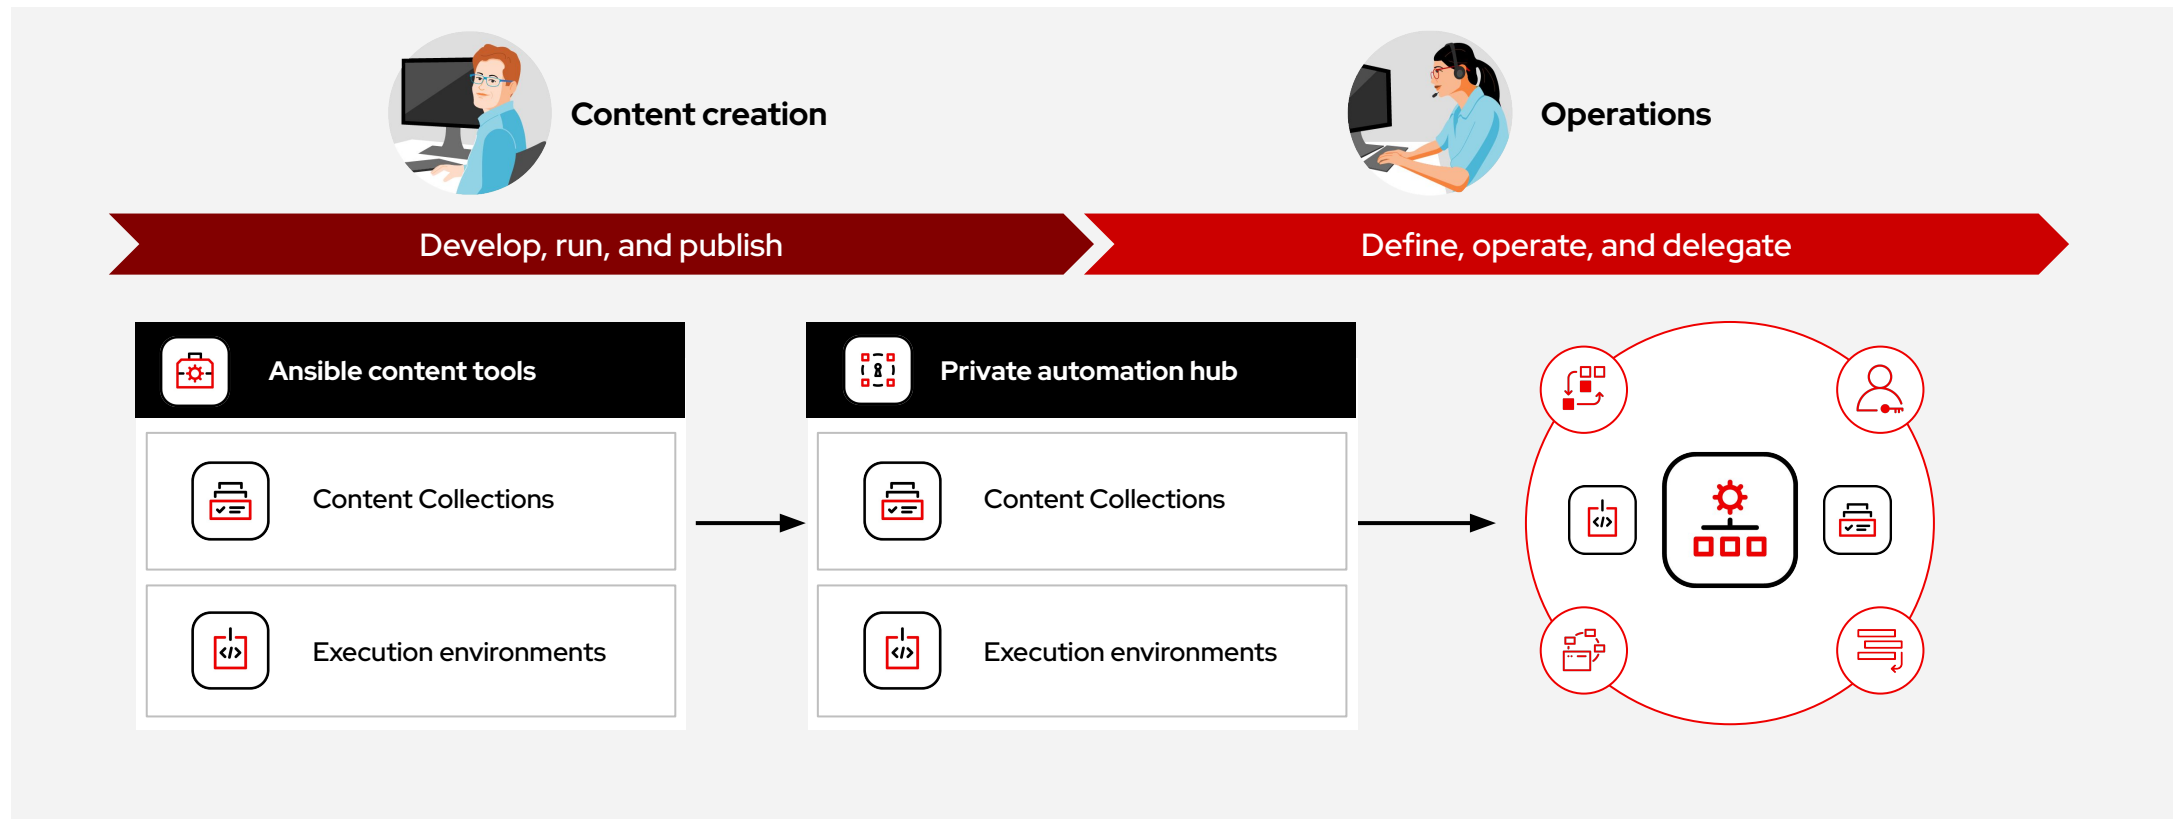 Content creation
Operations
Develop, run, and publish
Define, operate, and delegate
Ansible content tools
Content Collections
Execution environments
Private automation hub
Content Collections
Execution environments